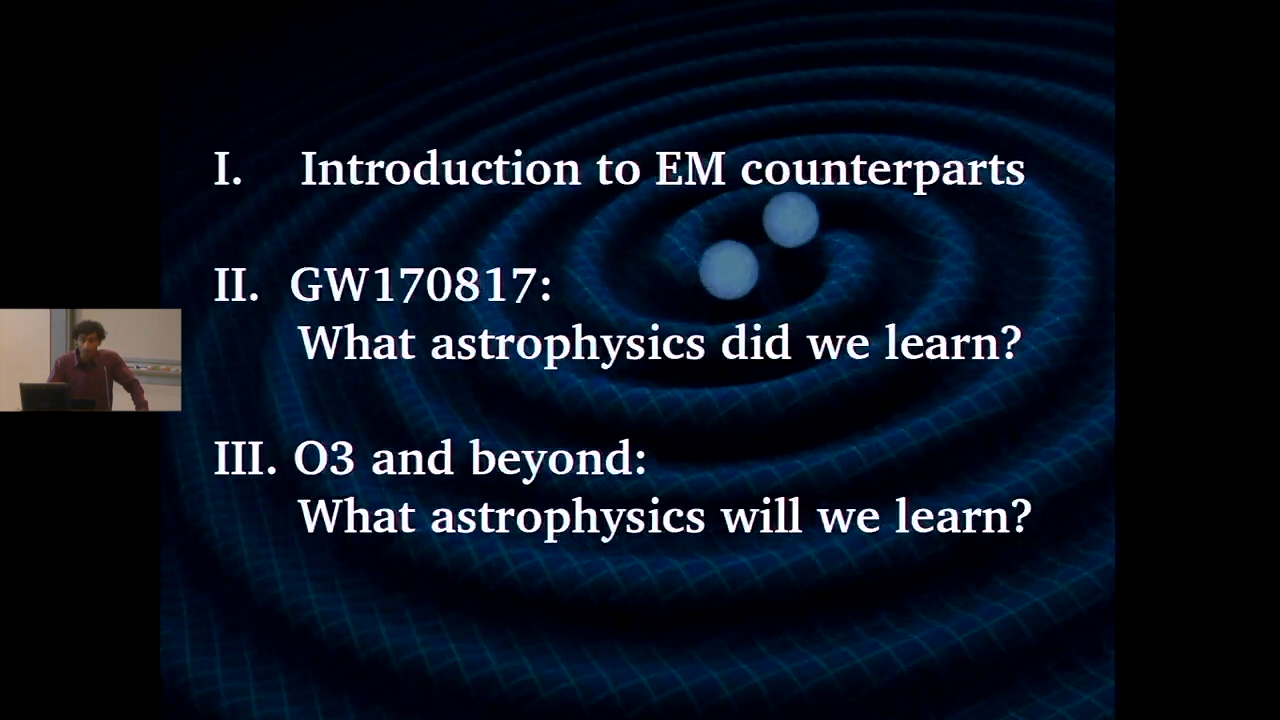 I. Introduction to EM counterparts
II. GW170817:
What astrophysics did we learn?
III. O3 and beyond:
What astrophysics will we learn?